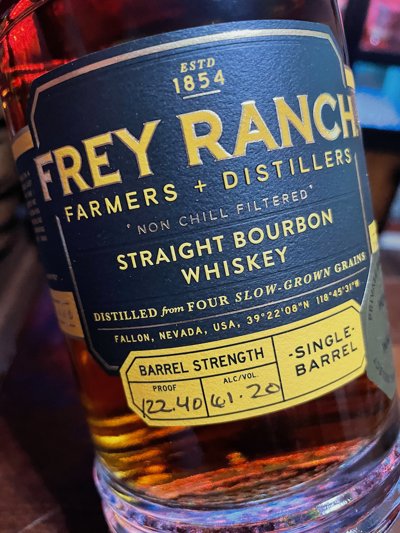 ESTD
1854
FREY RANCH
FARMERS + DISTILLERS
*NON CHILL FILTERED*
STRAIGHT BOURBON
WHISKEY
DISTILLED from FOUR SLOW-GROWN GRAINS
FALLON, NEVADA, USA, 39°22'08"N 118°45'31"W
BARREL STRENGTH
PROOF ALC/VOL
122.40 61.20
-SINGLE-
BARREL